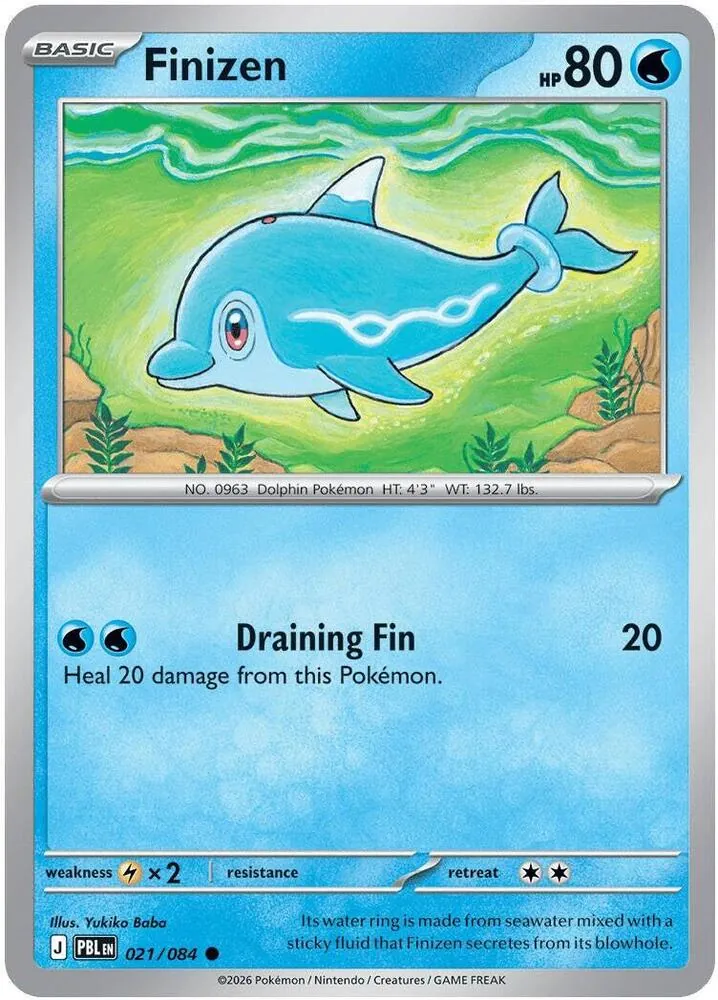 BASIC
Finizen
HP 80
NO. 0963 Dolphin Pokémon HT: 4'3" WT: 132.7 lbs.
Draining Fin 20
Heal 20 damage from this Pokémon.
weakness ×2 resistance retreat
Illus. Yukiko Baba
Its water ring is made from seawater mixed with a
sticky fluid that Finizen secretes from its blowhole.
J PBL EN 021/084
©2026 Pokémon / Nintendo / Creatures / GAME FREAK